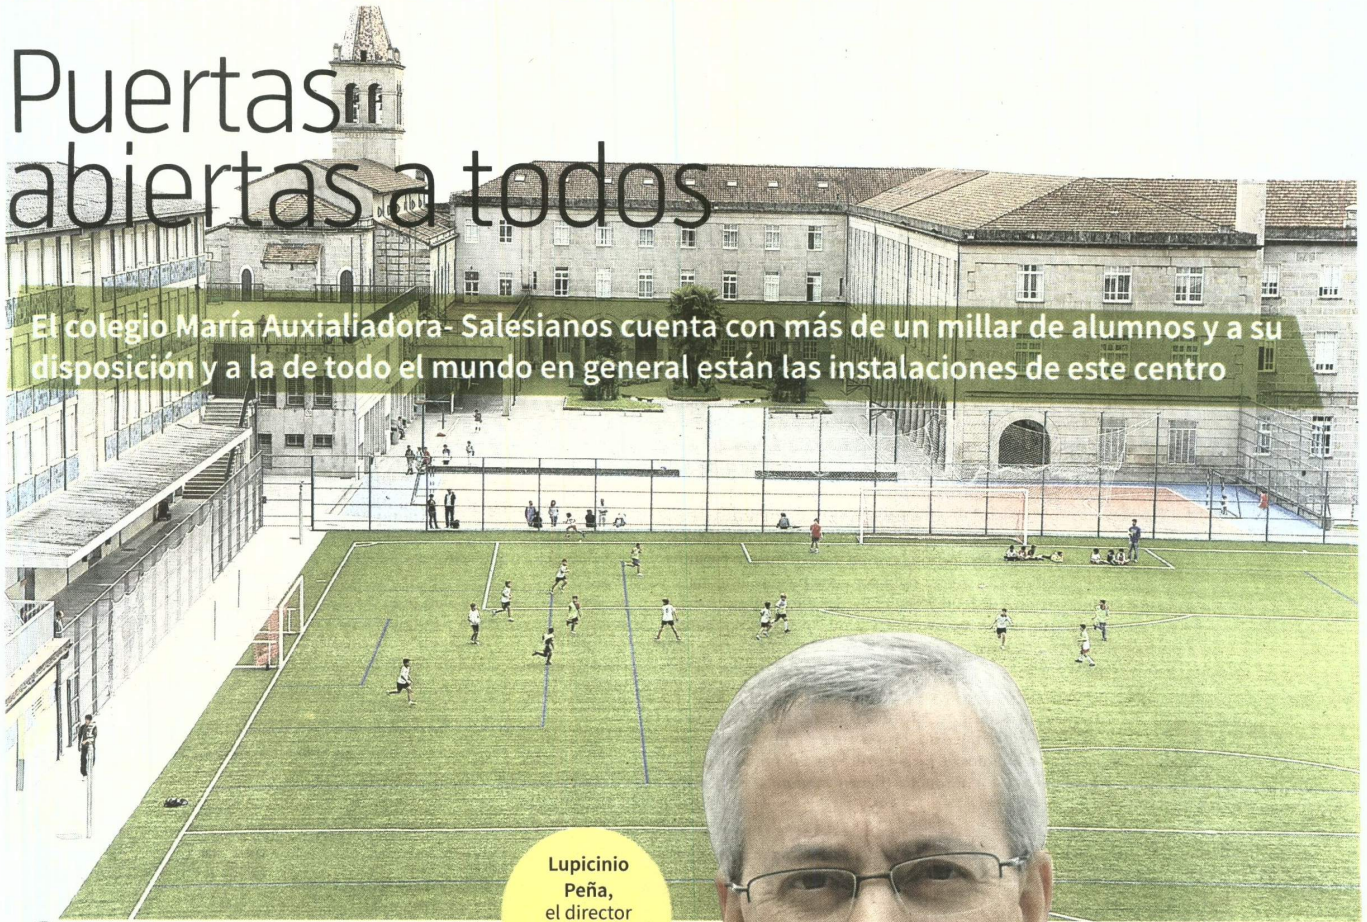 Puertas
abiertas a todos
El colegio María Auxialiadora- Salesianos cuenta con más de un millar de alumnos y a su
disposición y a la de todo el mundo en general están las instalaciones de este centro
Lupicinio
Peña,
el director